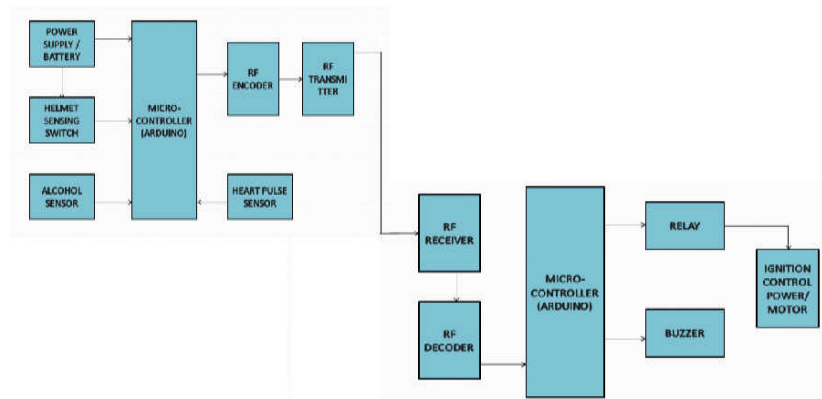 POWER
SUPPLY /
BATTERY
HELMET
SENSING
SWITCH
ALCOHOL
SENSOR
MICRO-
CONTROLLER
(ARDUINO)
RF
ENCODER
RF
TRANSMI
TTER
HEART PULSE
SENSOR
RF
RECEIVER
RF
DECODER
MICRO-
CONTROLLER
(ARDUINO)
RELAY
BUZZER
IGNITION
CONTROL
POWER/
MOTOR